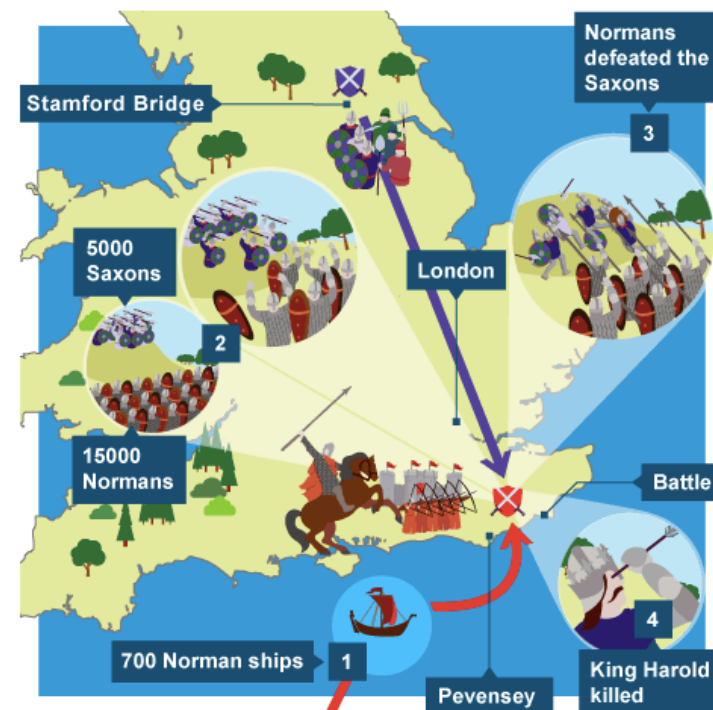 Normans
defeated the
Saxons
3
Stamford Bridge
5000
Saxons
London
2
15000
Normans
Battle
4
700 Norman ships
1
King Harold
killed
Pevensey